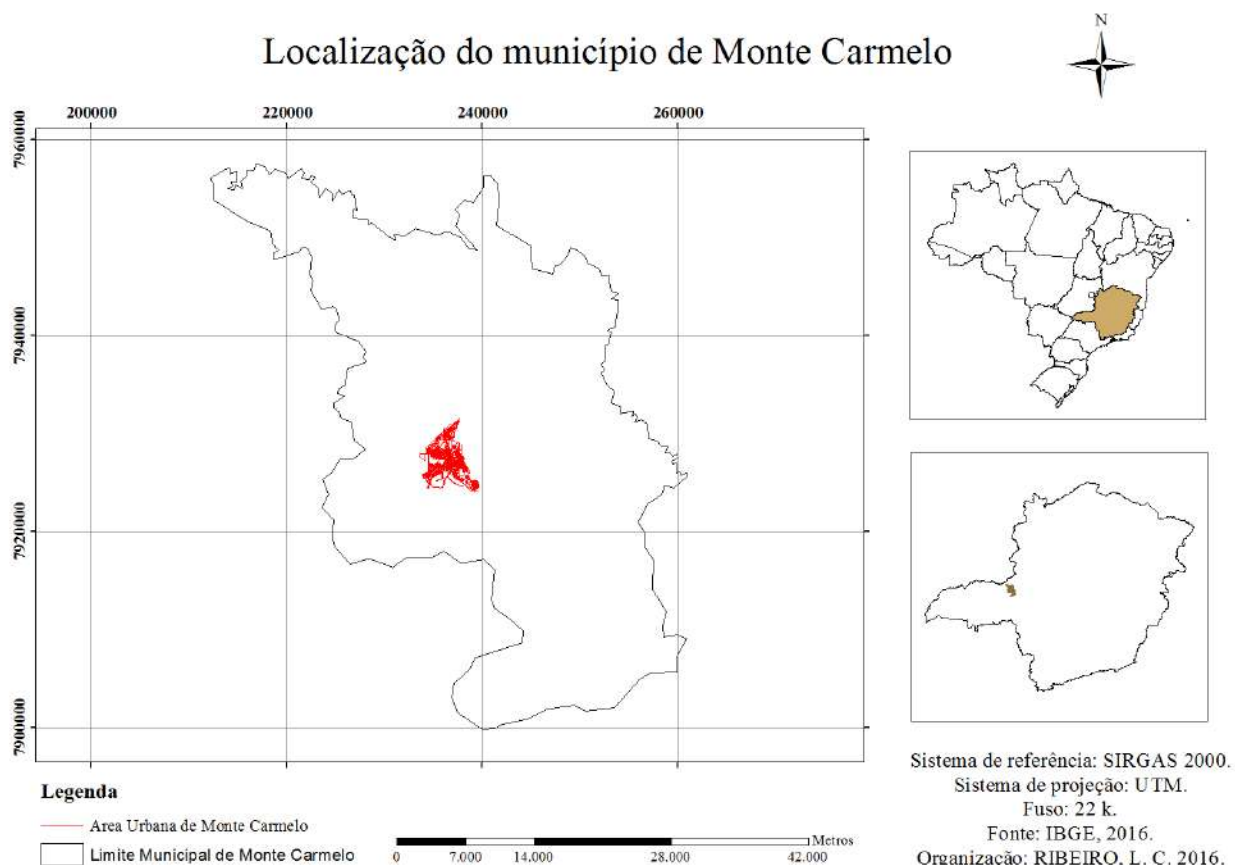 N
Localização do município de Monte Carmelo
200000 220000 240000 260000
7960000
7940000
7920000
7900000
Legenda
Area Urbana de Monte Carmelo
Limite Municipal de Monte Carmelo
Metros
0 7.000 14.000 28.000 42.000
Sistema de referência: SIRGAS 2000.
Sistema de projeção: UTM.
Fuso: 22 k.
Fonte: IBGE, 2016.
Organização: RIBEIRO, L. C. 2016.